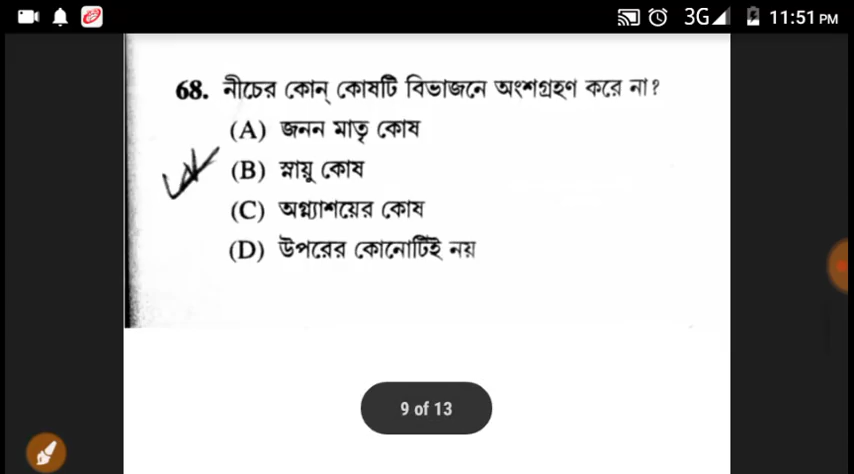 3G 11:51 PM
68. নীচের কোন্ কোষটি বিভাজনে অংশগ্রহণ করে না?
(A) জনন মাতৃ কোষ
(B) স্নায়ু কোষ
(C) অগ্ন্যাশয়ের কোষ
(D) উপরের কোনোটিই নয়
9 of 13